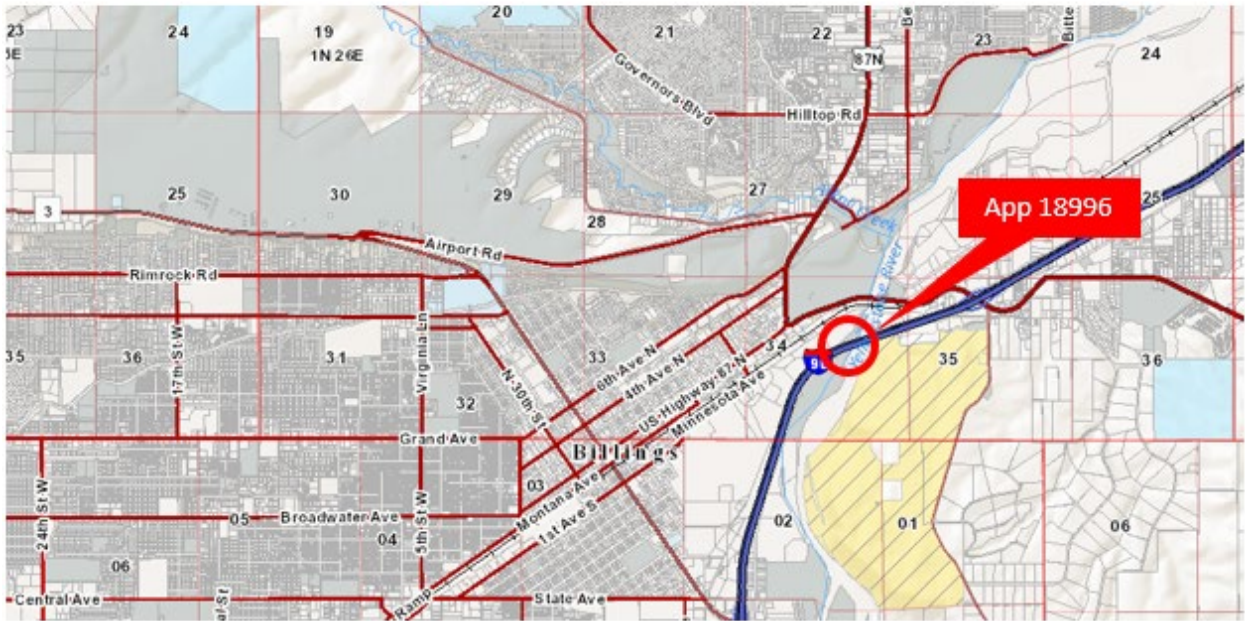 20
23
24
19
1N 26E
21
22
Governors Blvd
87N
23
24
Hilltop Rd
25
30
29
28
27
25
App 18996
3
Airport Rd
Rimrock Rd
35
36
17th St W
31
Virginia Ln
32
N 30th St
33
6th Ave N
4th Ave N
US Highway 87 N
34
Minnesota Ave
35
36
Grand Ave
Billings
03
Montana Ave
1st Ave S
24th St W
05
Broadwater Ave
04
5th St W
02
01
06
06
Central Ave
Ramp
State Ave